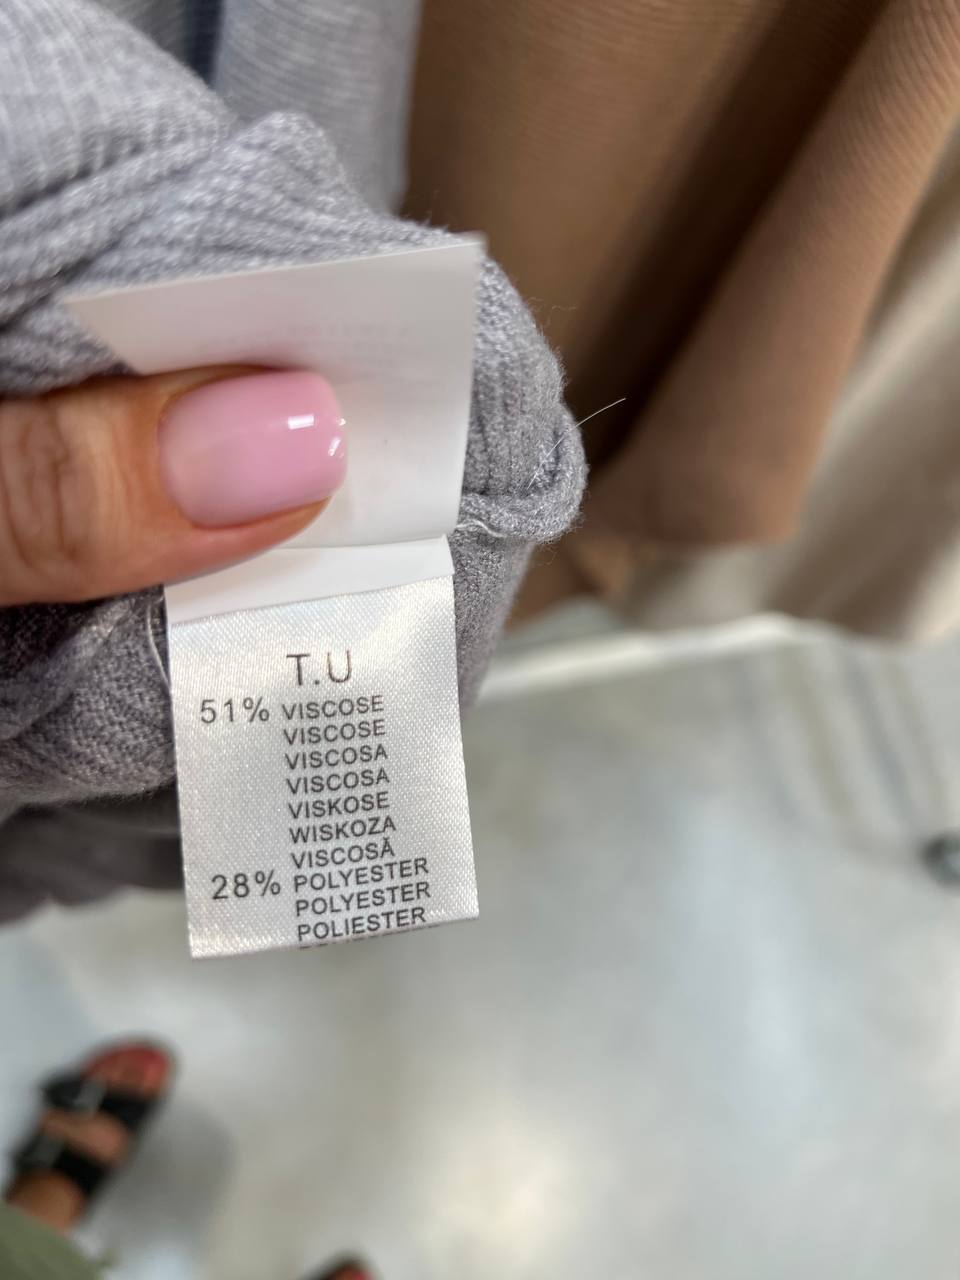 T.U
51% VISCOSE
VISCOSE
VISCOSA
VISCOSA
VISKOSE
WISKOZA
VISCOSĂ
28% POLYESTER
POLYESTER
POLIESTER